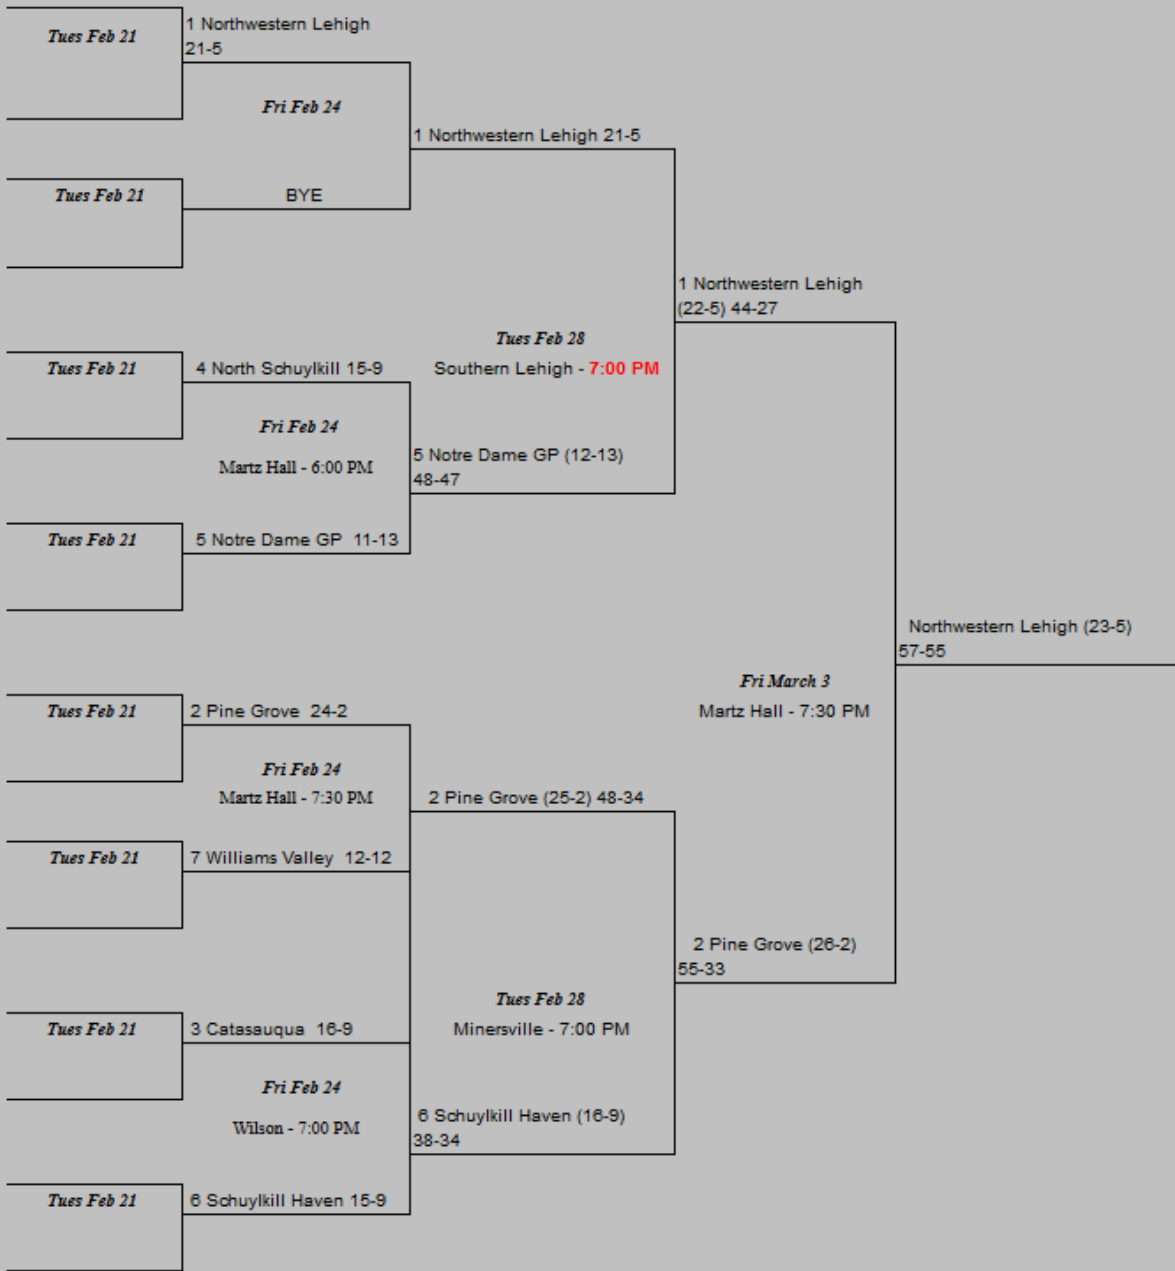 Tues Feb 21
1 Northwestern Lehigh
21-5
Fri Feb 24
1 Northwestern Lehigh 21-5
Tues Feb 21
BYE
1 Northwestern Lehigh
(22-5) 44-27
Tues Feb 28
Southern Lehigh - 7:00 PM
Tues Feb 21
4 North Schuylkill 15-9
Fri Feb 24
Martz Hall - 6:00 PM
5 Notre Dame GP (12-13)
48-47
Tues Feb 21
5 Notre Dame GP 11-13
Northwestern Lehigh (23-5)
57-55
Fri March 3
Martz Hall - 7:30 PM
Tues Feb 21
2 Pine Grove 24-2
Fri Feb 24
Martz Hall - 7:30 PM
2 Pine Grove (25-2) 48-34
Tues Feb 21
7 Williams Valley 12-12
2 Pine Grove (26-2)
55-33
Tues Feb 28
Minersville - 7:00 PM
Tues Feb 21
3 Catasauqua 16-9
Fri Feb 24
Wilson - 7:00 PM
6 Schuylkill Haven (16-9)
38-34
Tues Feb 21
6 Schuylkill Haven 15-9